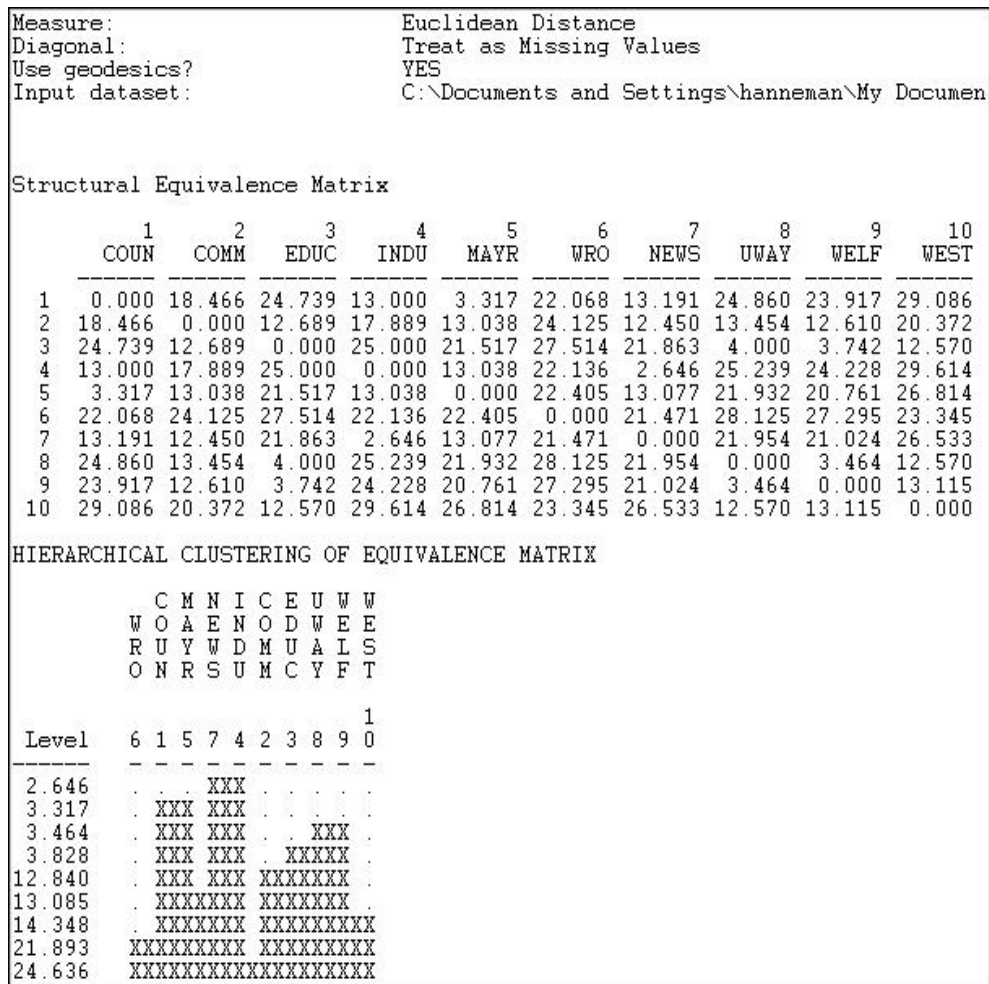 Measure: Euclidean Distance
Diagonal: Treat as Missing Values
Use geodesics? YES
Input dataset: C:\Documents and Settings\hanneman\My Documen
Structural Equivalence Matrix
1 2 3 4 5 6 7 8 9 10
COUN COMM EDUC INDU MAYR WRO NEWS UWAY WELF WEST
------ ------ ------ ------ ------ ------ ------ ------ ------ ------
1 0.000 18.466 24.739 13.000 3.317 22.068 13.191 24.860 23.917 29.086
2 18.466 0.000 12.689 17.889 13.038 24.125 12.450 13.454 12.610 20.372
3 24.739 12.689 0.000 25.000 21.517 27.514 21.863 4.000 3.742 12.570
4 13.000 17.889 25.000 0.000 13.038 22.136 2.646 25.239 24.228 29.614
5 3.317 13.038 21.517 13.038 0.000 22.405 13.077 21.932 20.761 26.814
6 22.068 24.125 27.514 22.136 22.405 0.000 21.471 28.125 27.295 23.345
7 13.191 12.450 21.863 2.646 13.077 21.471 0.000 21.954 21.024 26.533
8 24.860 13.454 4.000 25.239 21.932 28.125 21.954 0.000 3.464 12.570
9 23.917 12.610 3.742 24.228 20.761 27.295 21.024 3.464 0.000 13.115
10 29.086 20.372 12.570 29.614 26.814 23.345 26.533 12.570 13.115 0.000
HIERARCHICAL CLUSTERING OF EQUIVALENCE MATRIX
C M N I C E U W W
W O A E N O D W E E
R U Y W D M U A L S
O N R S U M C Y F T
1
Level 6 1 5 7 4 2 3 8 9 0
------ - - - - - - - - - -
2.646 . . . XXX . . . . .
3.317 . XXX XXX . . . . .
3.464 . XXX XXX . . XXX .
3.828 . XXX XXX . XXXXX .
12.840 . XXX XXX XXXXXXX .
13.085 . XXXXXXX XXXXXXX .
14.348 . XXXXXXX XXXXXXXXX
21.893 XXXXXXXXX XXXXXXXXX
24.636 XXXXXXXXXXXXXXXXXXX